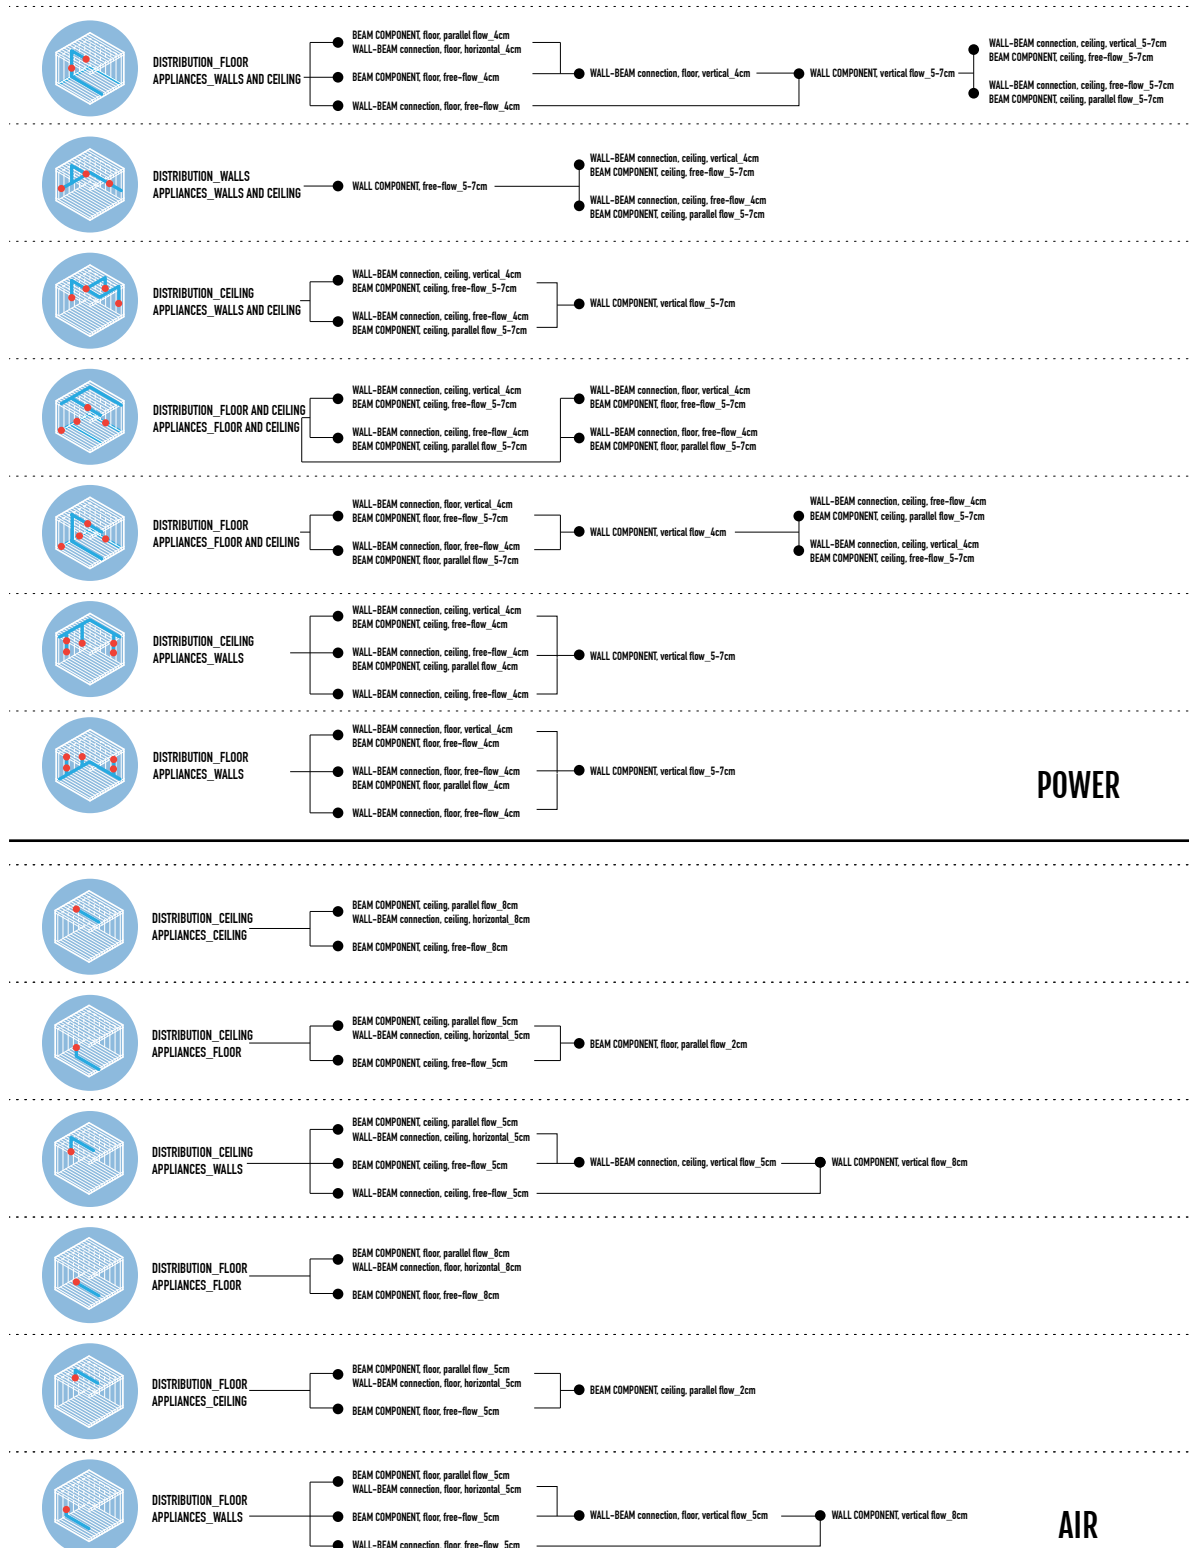 DISTRIBUTION_FLOOR
APPLIANCES_WALLS AND CEILING
BEAM COMPONENT, floor, parallel flow_4cm
WALL-BEAM connection, floor, horizontal_4cm
BEAM COMPONENT, floor, free-flow_4cm
WALL-BEAM connection, floor, free-flow_4cm
WALL-BEAM connection, floor, vertical_4cm
WALL COMPONENT, vertical flow_5-7cm
WALL-BEAM connection, ceiling, vertical_5-7cm
BEAM COMPONENT, ceiling, free-flow_5-7cm
WALL-BEAM connection, ceiling, free-flow_5-7cm
BEAM COMPONENT, ceiling, parallel flow_5-7cm
DISTRIBUTION_WALLS
APPLIANCES_WALLS AND CEILING
WALL COMPONENT, free-flow_5-7cm
WALL-BEAM connection, ceiling, vertical_4cm
BEAM COMPONENT, ceiling, free-flow_5-7cm
WALL-BEAM connection, ceiling, free-flow_4cm
BEAM COMPONENT, ceiling, parallel flow_5-7cm
DISTRIBUTION_CEILING
APPLIANCES_WALLS AND CEILING
WALL-BEAM connection, ceiling, vertical_4cm
BEAM COMPONENT, ceiling, free-flow_5-7cm
WALL-BEAM connection, ceiling, free-flow_4cm
BEAM COMPONENT, ceiling, parallel flow_5-7cm
WALL COMPONENT, vertical flow_5-7cm
DISTRIBUTION_FLOOR AND CEILING
APPLIANCES_FLOOR AND CEILING
WALL-BEAM connection, ceiling, vertical_4cm
BEAM COMPONENT, ceiling, free-flow_5-7cm
WALL-BEAM connection, ceiling, free-flow_4cm
BEAM COMPONENT, ceiling, parallel flow_5-7cm
WALL-BEAM connection, floor, vertical_4cm
BEAM COMPONENT, floor, free-flow_5-7cm
WALL-BEAM connection, floor, free-flow_4cm
BEAM COMPONENT, floor, parallel flow_5-7cm
DISTRIBUTION_FLOOR
APPLIANCES_FLOOR AND CEILING
WALL-BEAM connection, floor, vertical_4cm
BEAM COMPONENT, floor, free-flow_5-7cm
WALL-BEAM connection, floor, free-flow_4cm
BEAM COMPONENT, floor, parallel flow_5-7cm
WALL COMPONENT, vertical flow_4cm
WALL-BEAM connection, ceiling, free-flow_4cm
BEAM COMPONENT, ceiling, parallel flow_5-7cm
WALL-BEAM connection, ceiling, vertical_4cm
BEAM COMPONENT, ceiling, free-flow_5-7cm
DISTRIBUTION_CEILING
APPLIANCES_WALLS
WALL-BEAM connection, ceiling, vertical_4cm
BEAM COMPONENT, ceiling, free-flow_4cm
WALL-BEAM connection, ceiling, free-flow_4cm
BEAM COMPONENT, ceiling, parallel flow_4cm
WALL-BEAM connection, ceiling, free-flow_4cm
WALL COMPONENT, vertical flow_5-7cm
DISTRIBUTION_FLOOR
APPLIANCES_WALLS
WALL-BEAM connection, floor, vertical_4cm
BEAM COMPONENT, floor, free-flow_4cm
WALL-BEAM connection, floor, free-flow_4cm
BEAM COMPONENT, floor, parallel flow_4cm
WALL-BEAM connection, floor, free-flow_4cm
WALL COMPONENT, vertical flow_5-7cm
POWER
DISTRIBUTION_CEILING
APPLIANCES_CEILING
BEAM COMPONENT, ceiling, parallel flow_8cm
WALL-BEAM connection, ceiling, horizontal_8cm
BEAM COMPONENT, ceiling, free-flow_8cm
DISTRIBUTION_CEILING
APPLIANCES_FLOOR
BEAM COMPONENT, ceiling, parallel flow_5cm
WALL-BEAM connection, ceiling, horizontal_5cm
BEAM COMPONENT, ceiling, free-flow_5cm
BEAM COMPONENT, floor, parallel flow_2cm
DISTRIBUTION_CEILING
APPLIANCES_WALLS
BEAM COMPONENT, ceiling, parallel flow_5cm
WALL-BEAM connection, ceiling, horizontal_5cm
BEAM COMPONENT, ceiling, free-flow_5cm
WALL-BEAM connection, ceiling, free-flow_5cm
WALL-BEAM connection, ceiling, vertical flow_5cm
WALL COMPONENT, vertical flow_8cm
DISTRIBUTION_FLOOR
APPLIANCES_FLOOR
BEAM COMPONENT, floor, parallel flow_8cm
WALL-BEAM connection, floor, horizontal_8cm
BEAM COMPONENT, floor, free-flow_8cm
DISTRIBUTION_FLOOR
APPLIANCES_CEILING
BEAM COMPONENT, floor, parallel flow_5cm
WALL-BEAM connection, floor, horizontal_5cm
BEAM COMPONENT, floor, free-flow_5cm
BEAM COMPONENT, ceiling, parallel flow_2cm
DISTRIBUTION_FLOOR
APPLIANCES_WALLS
BEAM COMPONENT, floor, parallel flow_5cm
WALL-BEAM connection, floor, horizontal_5cm
BEAM COMPONENT, floor, free-flow_5cm
WALL-BEAM connection, floor, free-flow_5cm
WALL-BEAM connection, floor, vertical flow_5cm
WALL COMPONENT, vertical flow_8cm
AIR